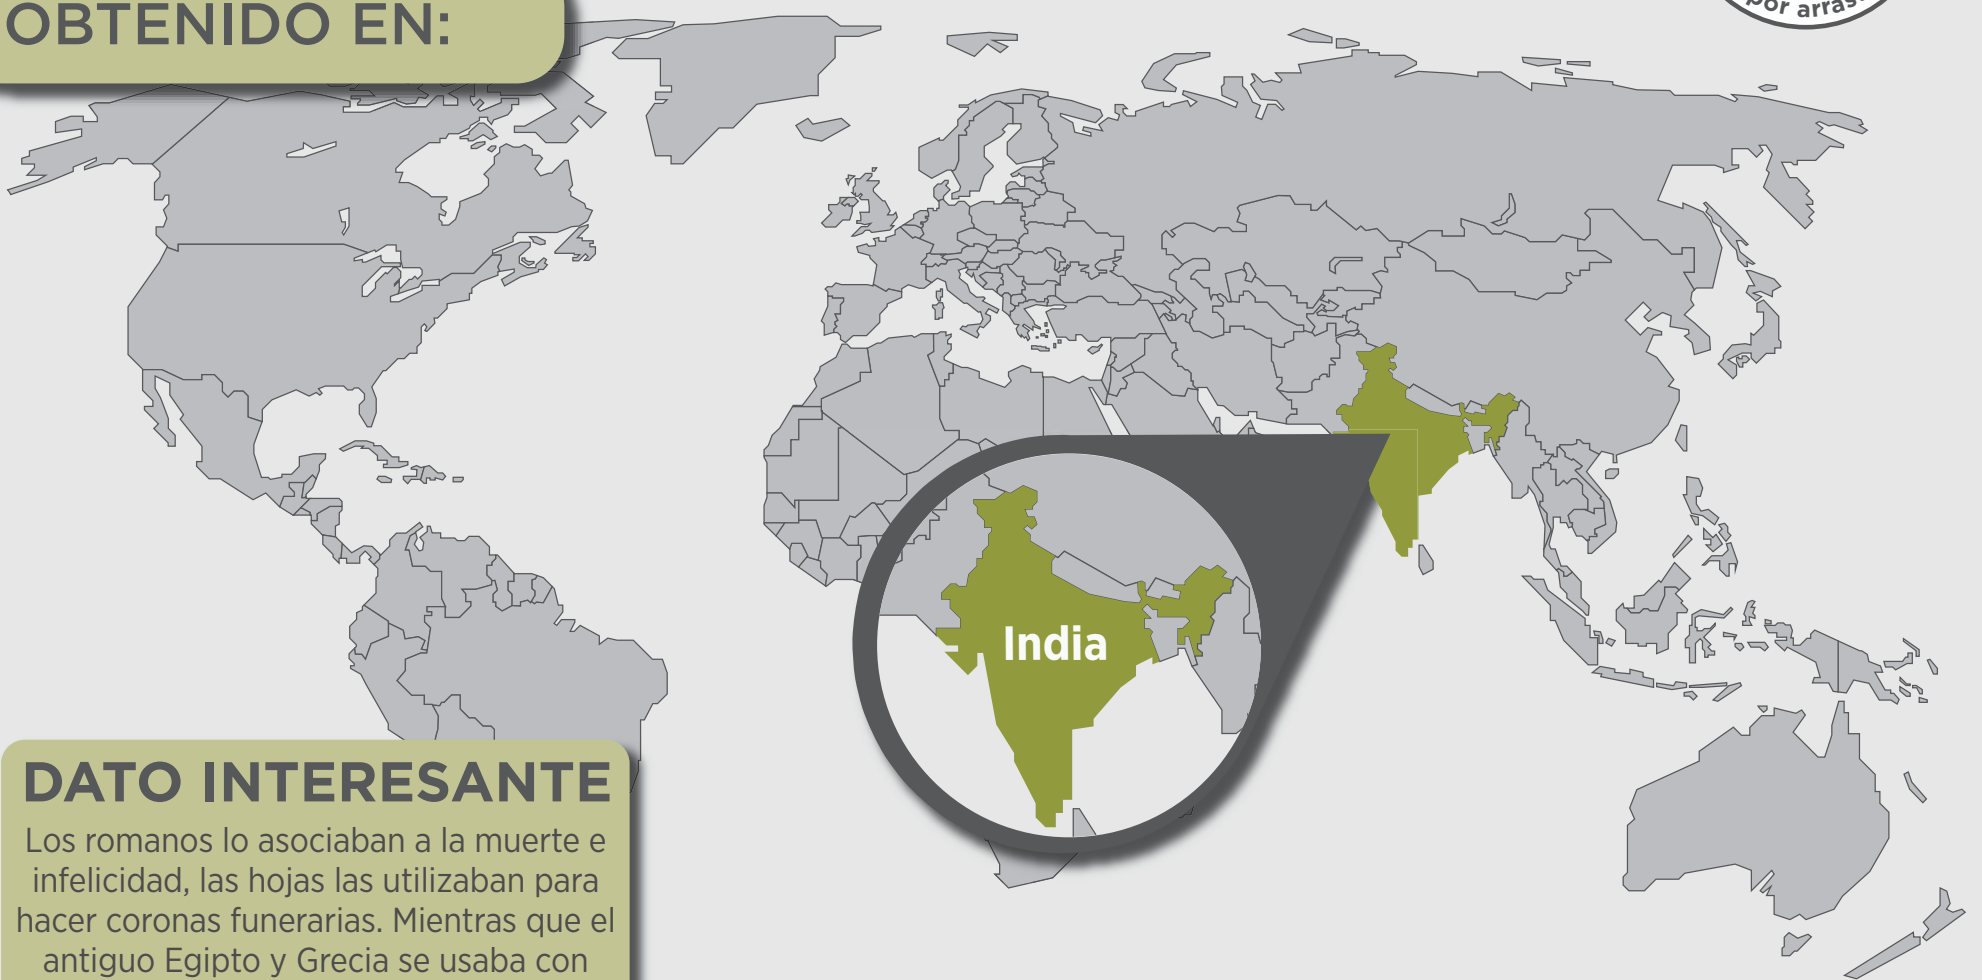 OBTENIDO EN:
por
India
DATO INTERESANTE
Los romanos lo asociaban a la muerte e
infelicidad, las hojas las utilizaban para
hacer coronas funerarias. Mientras que el
antiguo Egipto y Grecia se usaba con